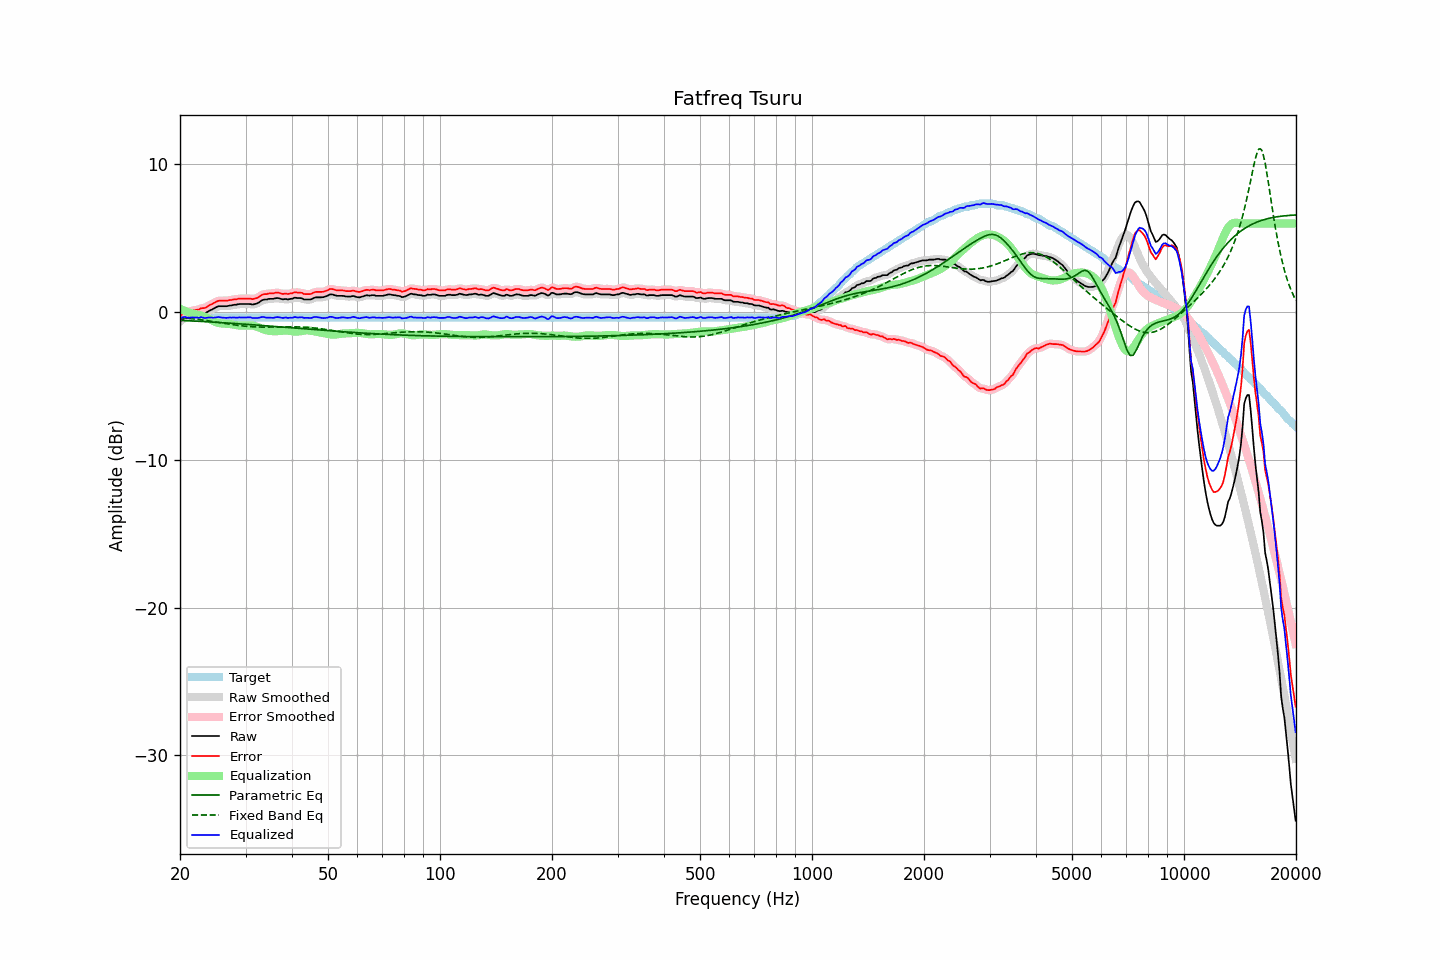 Fatfreq Tsuru
10
0
−10
−20
−30
Amplitude (dBr)
Target
Raw Smoothed
Error Smoothed
Raw
Error
Equalization
Parametric Eq
Fixed Band Eq
Equalized
20 50 100 200 500 1000 2000 5000 10000 20000
Frequency (Hz)